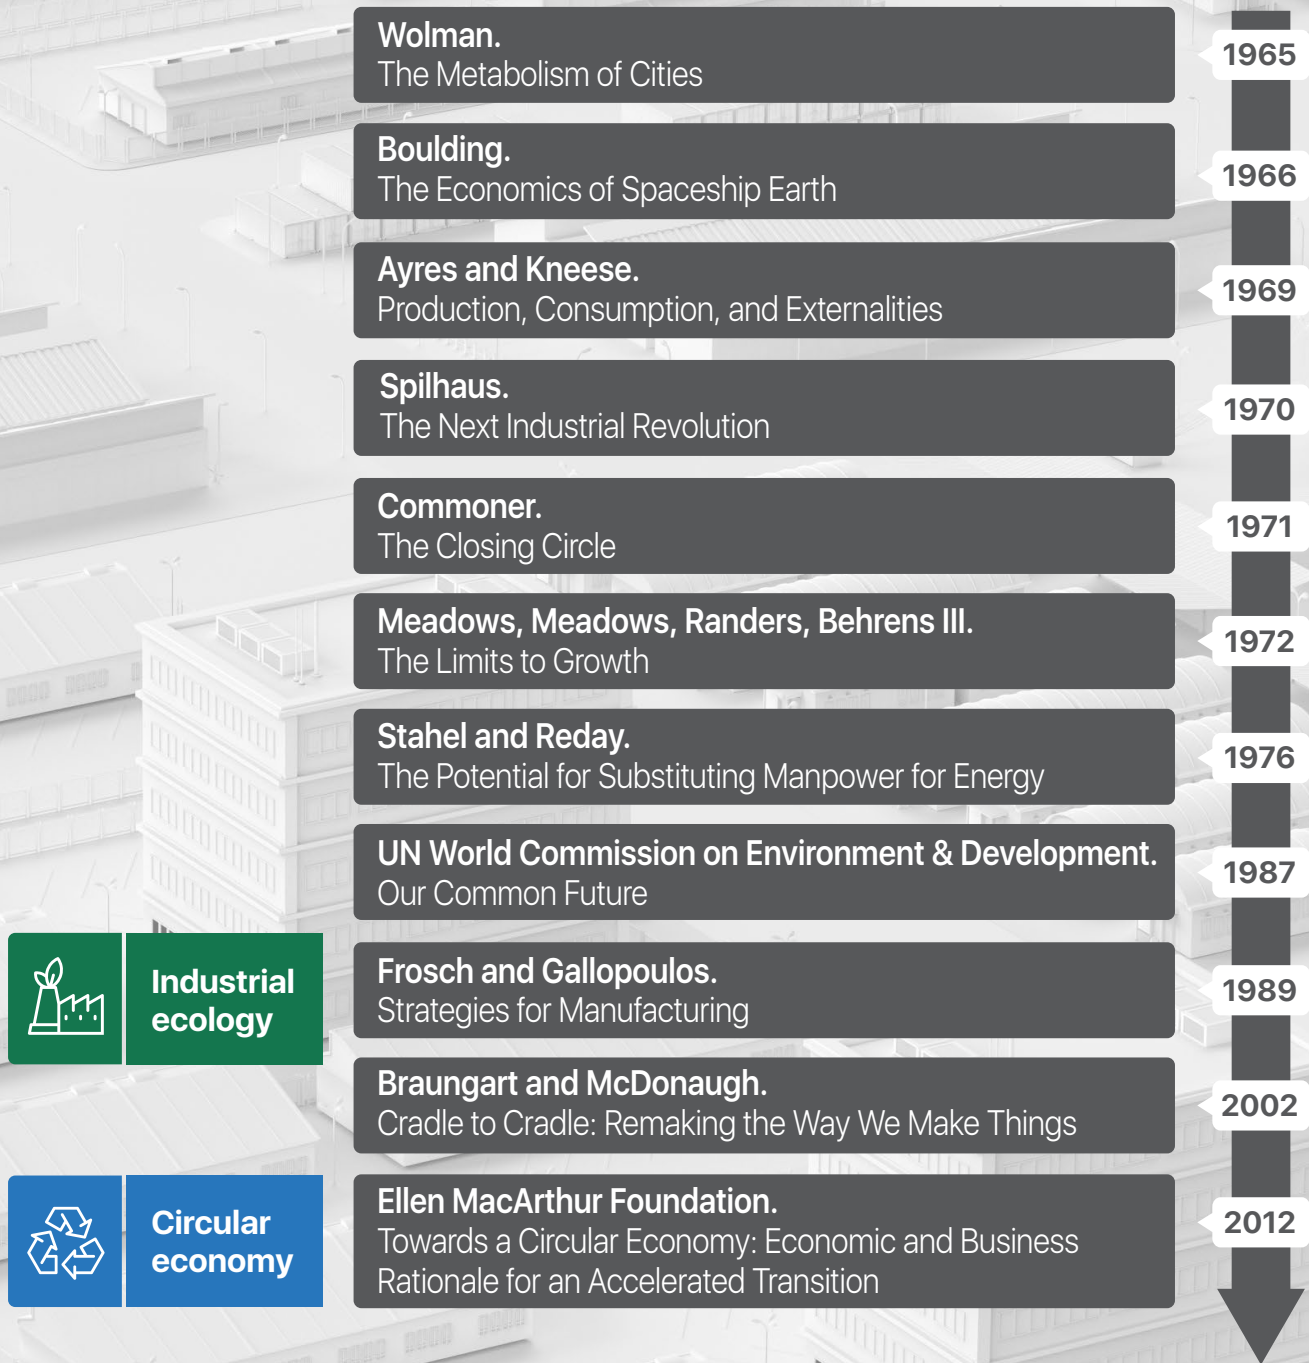 Wolman.
The Metabolism of Cities
1965
Boulding.
The Economics of Spaceship Earth
1966
Ayres and Kneese.
Production, Consumption, and Externalities
1969
Spilhaus.
The Next Industrial Revolution
1970
Commoner.
The Closing Circle
1971
Meadows, Meadows, Randers, Behrens III.
The Limits to Growth
1972
Stahel and Reday.
The Potential for Substituting Manpower for Energy
1976
UN World Commission on Environment & Development.
Our Common Future
1987
Industrial
ecology
Frosch and Gallopoulos.
Strategies for Manufacturing
1989
Braungart and McDonaugh.
Cradle to Cradle: Remaking the Way We Make Things
2002
Circular
economy
Ellen MacArthur Foundation.
Towards a Circular Economy: Economic and Business
Rationale for an Accelerated Transition
2012